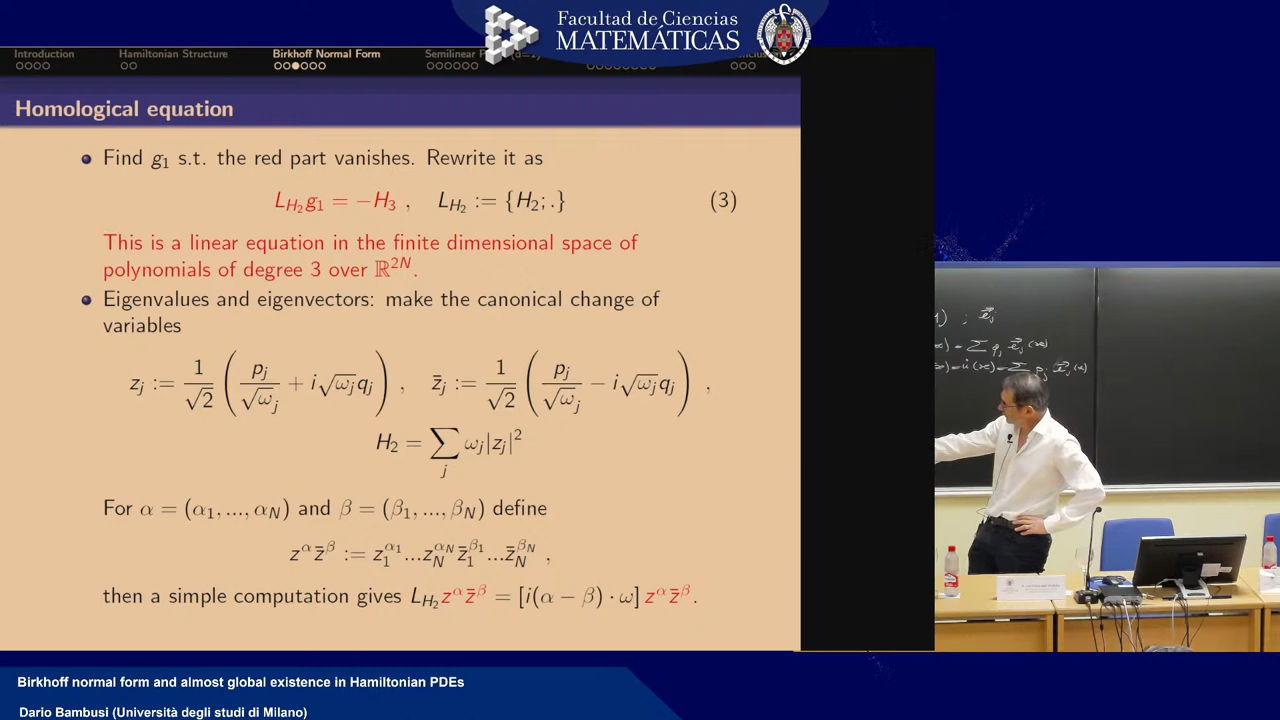 Facultad de Ciencias
MATEMÁTICAS
Introduction Hamiltonian Structure Birkhoff Normal Form
Homological equation
Find g₁ s.t. the red part vanishes. Rewrite it as
L_{H₂}g₁ = −H₃ , L_{H₂} := {H₂; .} (3)
This is a linear equation in the finite dimensional space of
polynomials of degree 3 over ℝ^{2N}.
Eigenvalues and eigenvectors: make the canonical change of
variables
z_j := 1/√2 (p_j/√ω_j + i√ω_j q_j) , z̄_j := 1/√2 (p_j/√ω_j − i√ω_j q_j) ,
H₂ = ∑_j ω_j|z_j|²
For α = (α₁, ..., α_N) and β = (β₁, ..., β_N) define
z^α z̄^β := z₁^{α₁}...z_N^{α_N} z̄₁^{β₁}...z̄_N^{β_N} ,
then a simple computation gives L_{H₂} z^α z̄^β = [i(α − β) · ω] z^α z̄^β .
Birkhoff normal form and almost global existence in Hamiltonian PDEs
Dario Bambusi (Università degli studi di Milano)